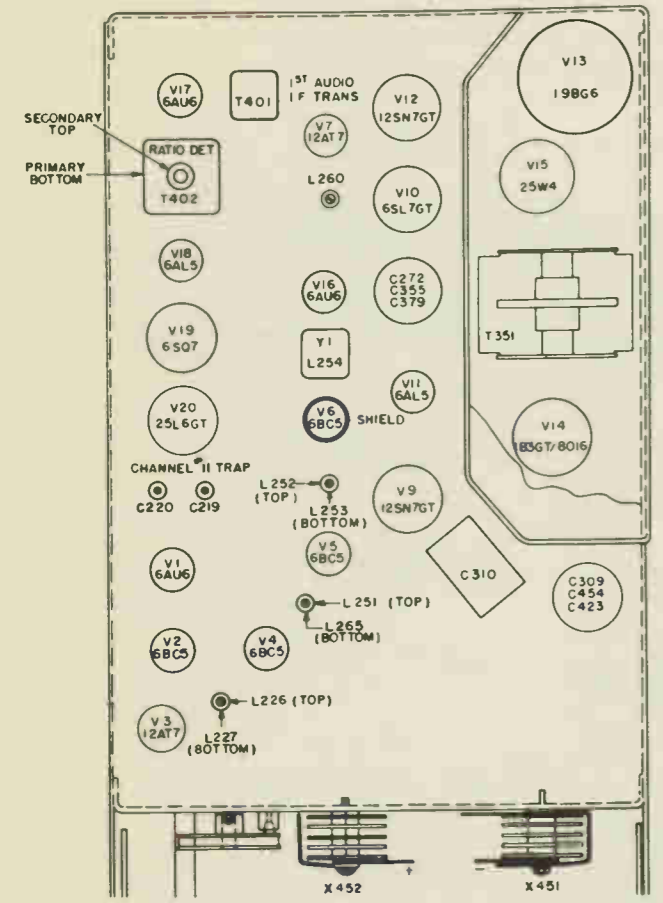 V17
6AU6
T401
1ST AUDIO
I F TRANS
V12
12SN7GT
V13
19BG6
SECONDARY
TOP
PRIMARY
BOTTOM
RATIO DET
T402
V7
12AT7
L260
V10
6SL7GT
V15
25W4
V18
6AL5
V16
6AU6
C272
C355
C379
T351
V19
6SQ7
Y1
L254
V11
6AL5
V20
25L6GT
V6
6BC5
SHIELD
V14
1B3GT/8016
CHANNEL #11 TRAP
C220
C219
L252
(TOP)
L253
(BOTTOM)
V9
12SN7GT
V1
6AU6
V5
6BC5
C310
C309
C454
C423
L251 (TOP)
L265
(BOTTOM)
V2
6BC5
V4
6BC5
L226 (TOP)
L227
(BOTTOM)
V3
12AT7
+
−
X452
X451